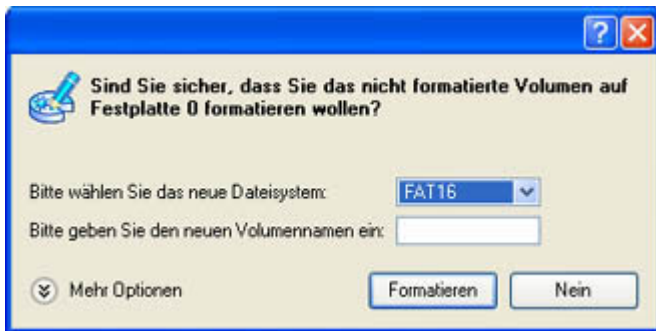 Sind Sie sicher, dass Sie das nicht formatierte Volumen auf
Festplatte 0 formatieren wollen?
Bitte wählen Sie das neue Dateisystem: FAT16
Bitte geben Sie den neuen Volumennamen ein:
Mehr Optionen Formatieren Nein